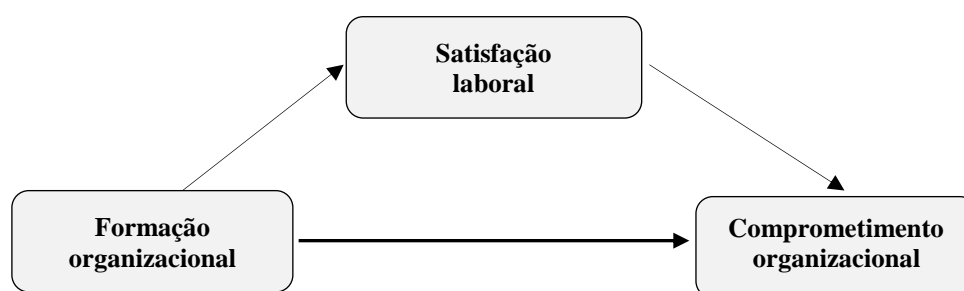 Satisfação
laboral
Formação
organizacional
Comprometimento
organizacional